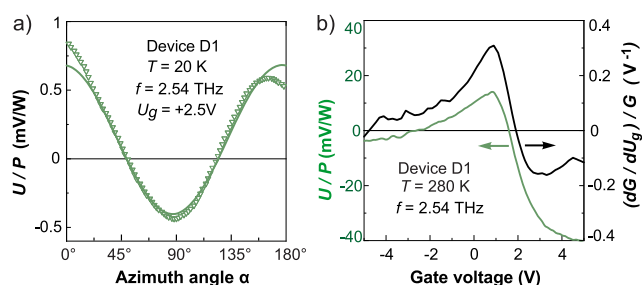 a)
1
0.5
0
-0.5
U / P (mV/W)
Device D1
T = 20 K
f = 2.54 THz
Ug = +2.5V
0° 45° 90° 135° 180°
Azimuth angle α
b)
40
20
0
-20
-40
U / P (mV/W)
Device D1
T = 280 K
f = 2.54 THz
0.4
0.2
0
-0.2
-0.4
(dG / dUg) / G (V⁻¹)
-4 -2 0 2 4
Gate voltage (V)